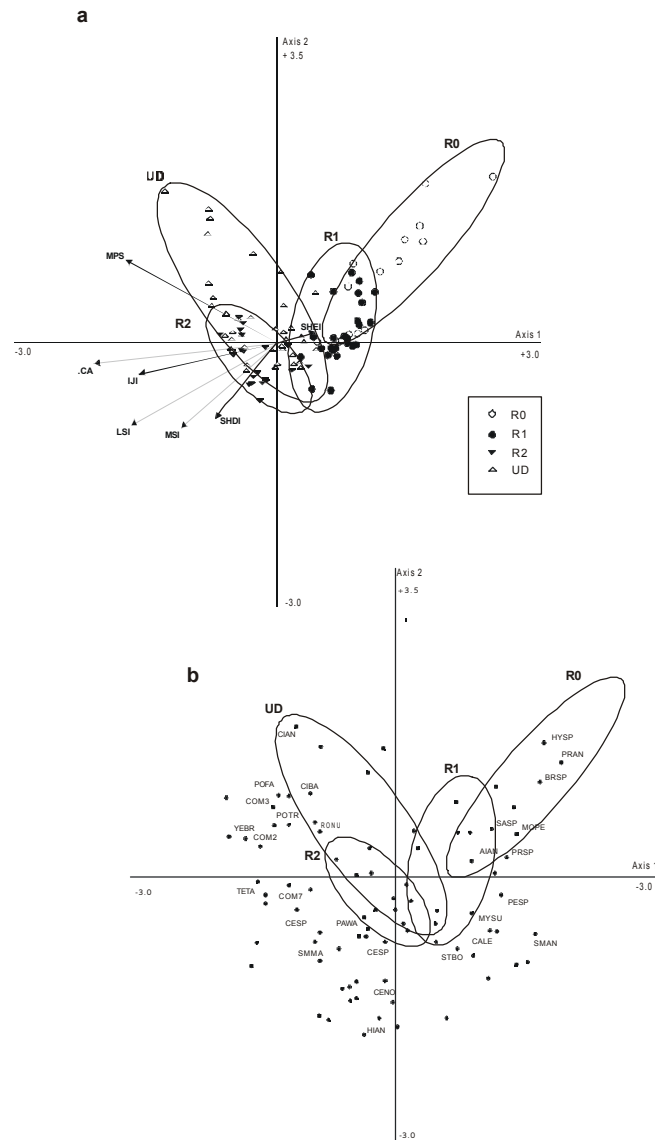 a
Axis 2
+ 3.5
R0
UD
R1
MPS
R2
SHEI
Axis 1
-3.0
+3.0
.CA
IJI
LSI
MSI
SHDI
R0
R1
R2
UD
-3.0
Axis 2
+3.5
b
R0
UD
CIAN
HYSP
PRAN
R1
BRSP
POFA
CIBA
COM3
POTR
RONU
SASP
MOPE
YEBR
COM2
R2
AIAN
PRSP
Axis 1
-3.0
-3.0
TETA
COM7
PESP
CESP
PAWA
MYSU
SMMA
CESP
STBO
CALE
SMAN
CENO
HIAN
-3.0